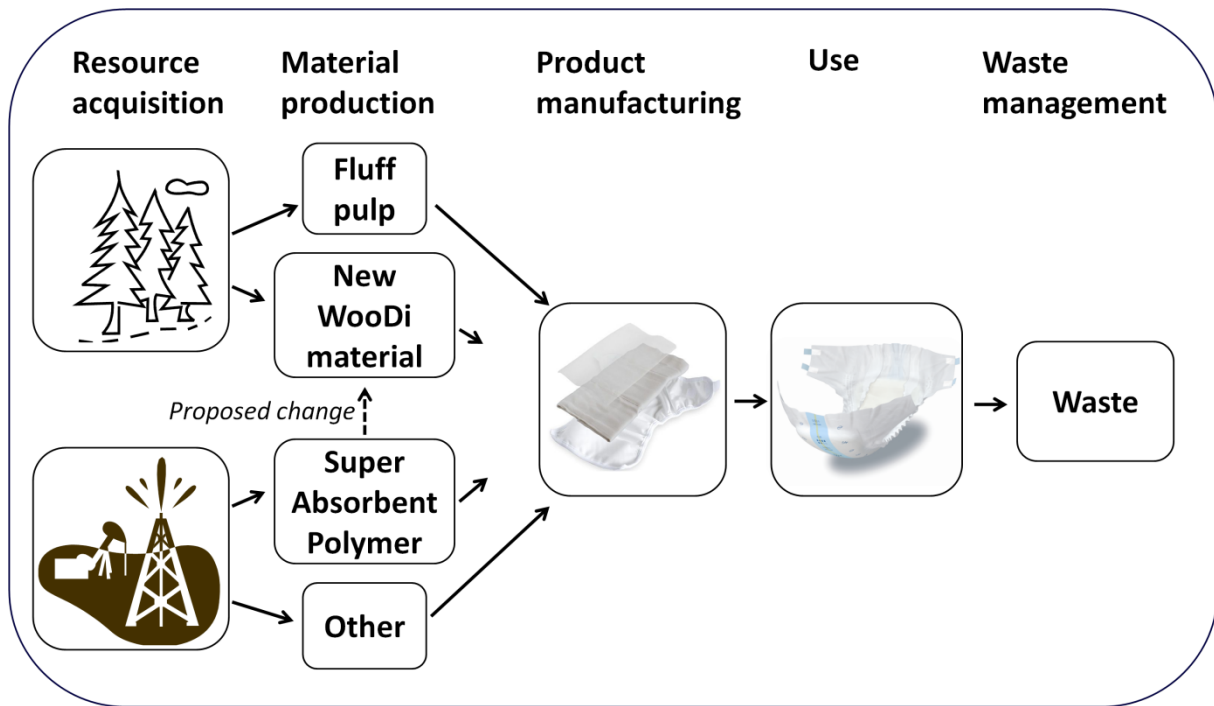 Resource
acquisition
Material
production
Product
manufacturing
Use
Waste
management
Fluff
pulp
New
WooDi
material
Proposed change
Super
Absorbent
Polymer
Other
Waste